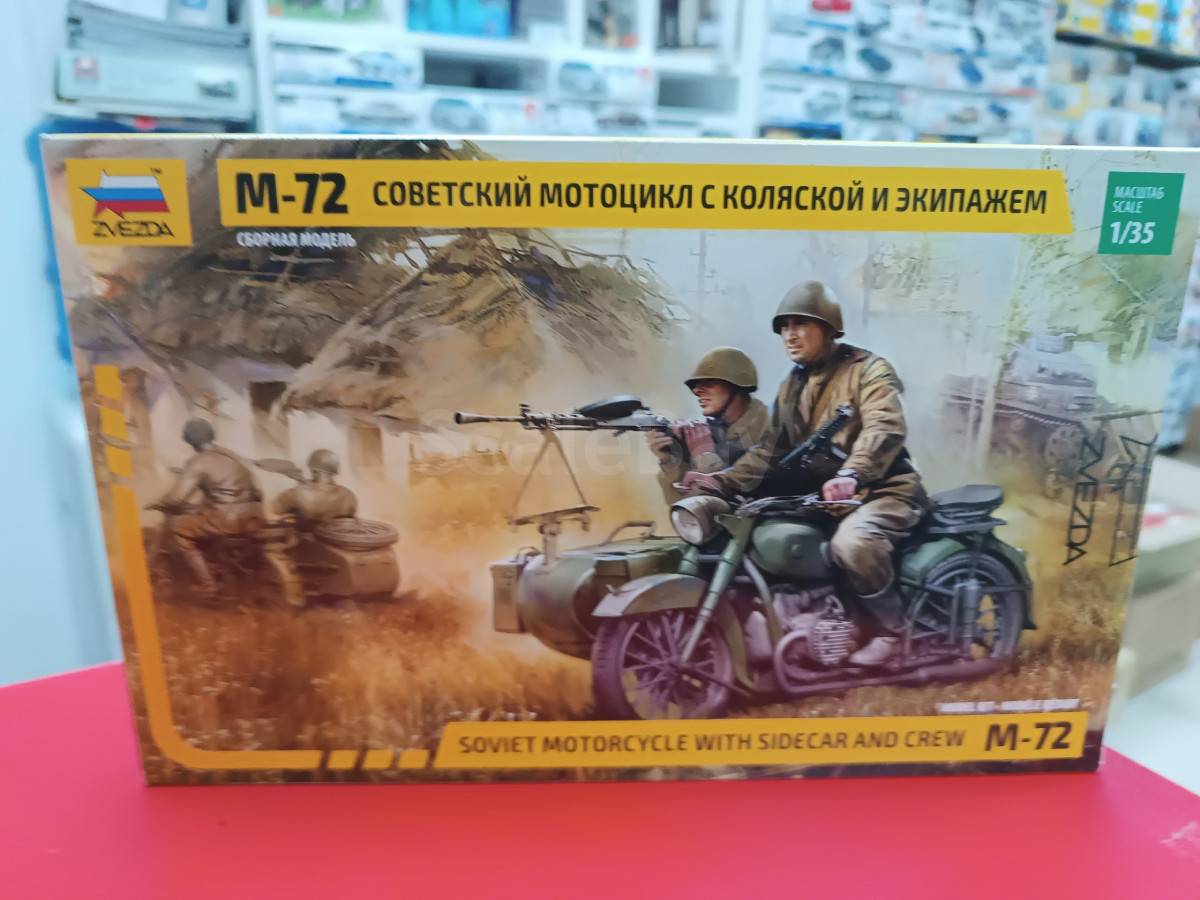 ZVEZDA
М-72 СОВЕТСКИЙ МОТОЦИКЛ С КОЛЯСКОЙ И ЭКИПАЖЕМ
СБОРНАЯ МОДЕЛЬ
МАСШТАБ
SCALE
1/35
ZVEZDA
SOVIET MOTORCYCLE WITH SIDECAR AND CREW M-72